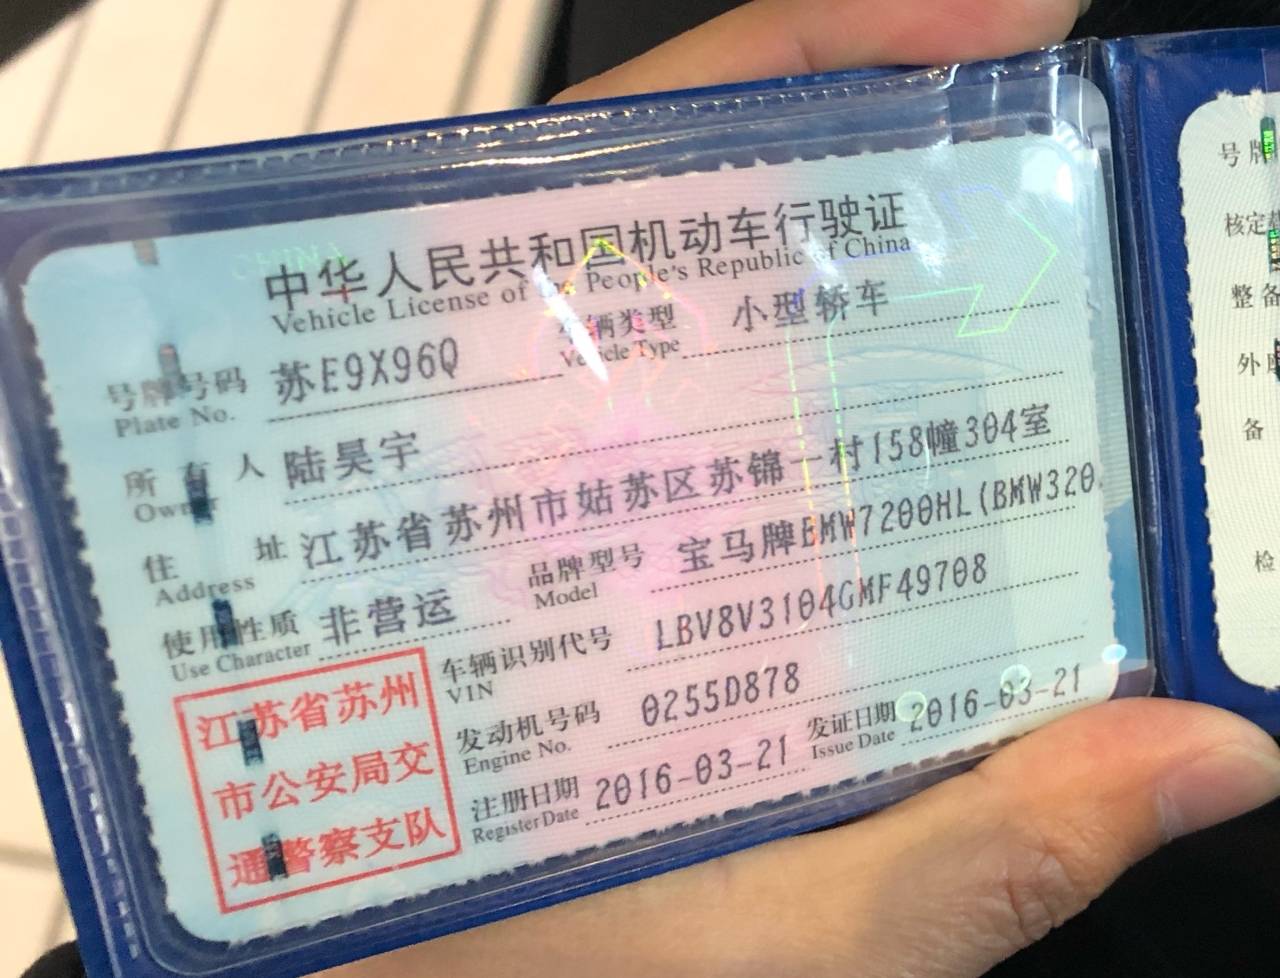 中华人民共和国机动车行驶证
Vehicle License of the People's Republic of China
号牌号码 苏E9X96Q 车辆类型 小型轿车
Plate No. Vehicle Type
所有人 陆昊宇
Owner
住址 江苏省苏州市姑苏区苏锦一村158幢304室
Address
使用性质 非营运 品牌型号 宝马牌BMW7200HL(BMW320
Use Character Model
车辆识别代号 LBV8V3104GMF49708
VIN
发动机号码 0255D878
Engine No.
注册日期 2016-03-21 发证日期 2016-03-21
Register Date Issue Date
江苏省苏州
市公安局交
通警察支队
号牌
核定
整备
外
备
检